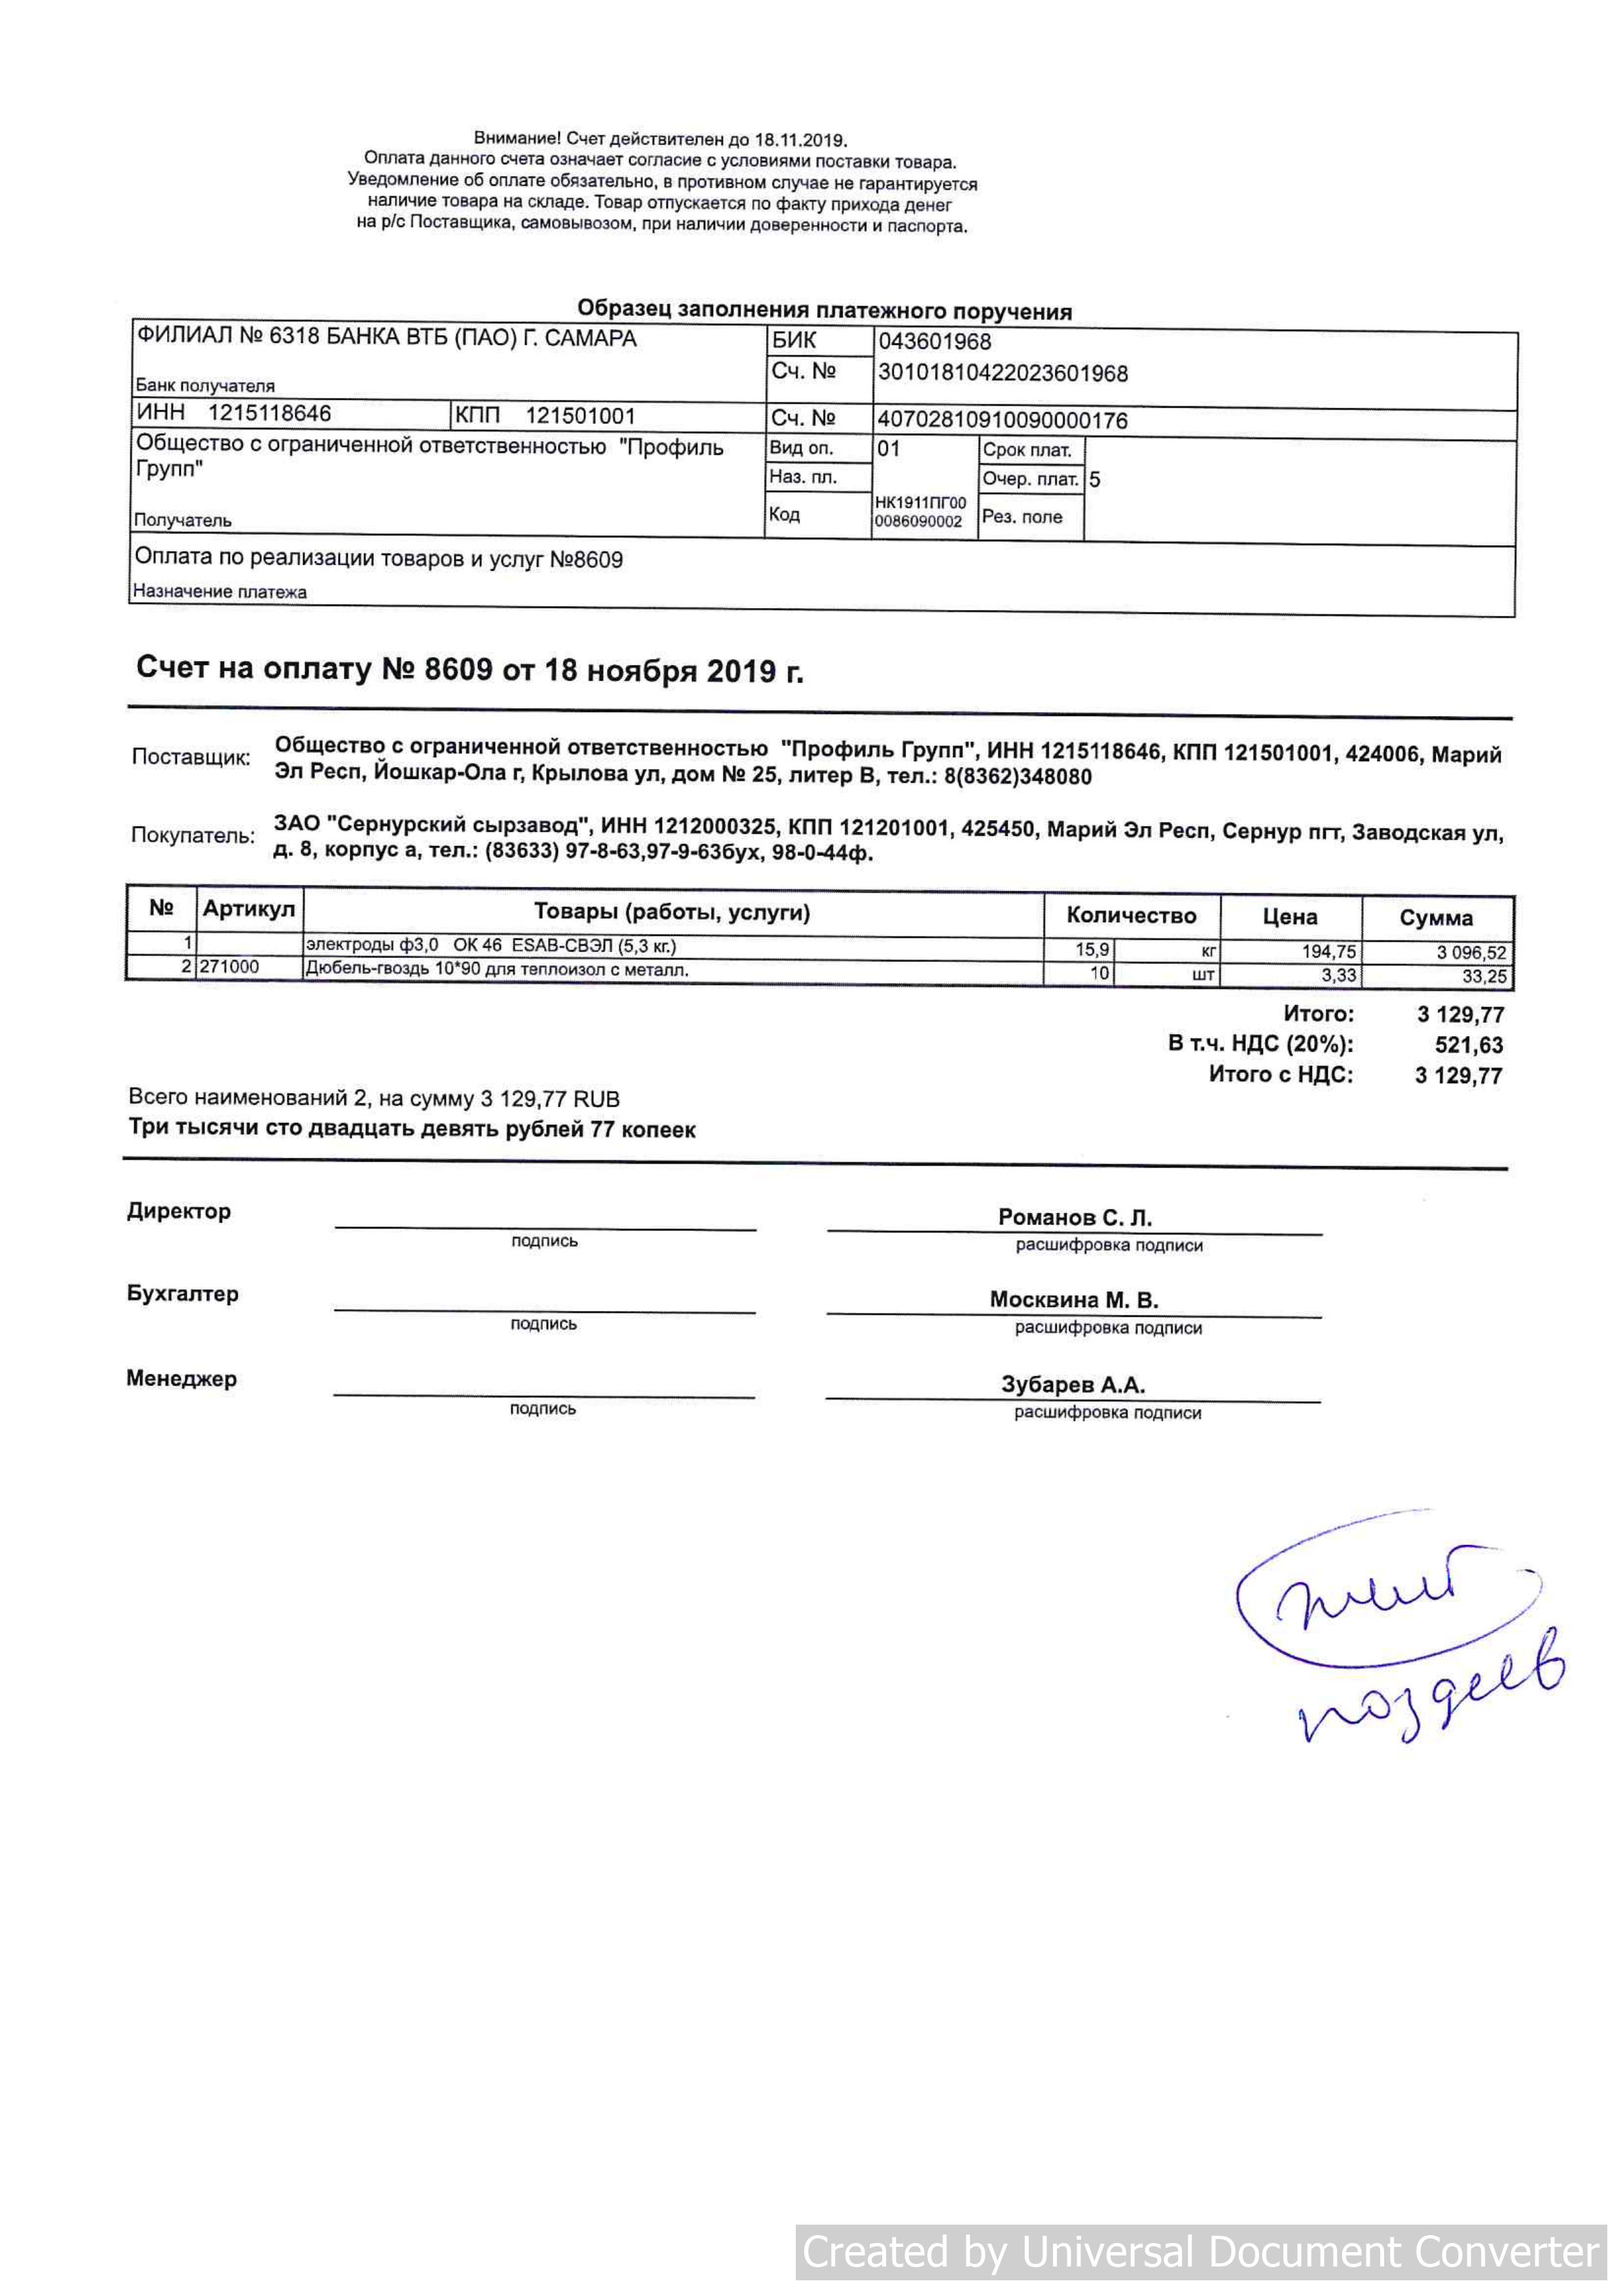 Внимание! Счет действителен до 18.11.2019.
Оплата данного счета означает согласие с условиями поставки товара.
Уведомление об оплате обязательно, в противном случае не гарантируется
наличие товара на складе. Товар отпускается по факту прихода денег
на р/с Поставщика, самовывозом, при наличии доверенности и паспорта.
Образец заполнения платежного поручения
ФИЛИАЛ № 6318 БАНКА ВТБ (ПАО) Г. САМАРА БИК 043601968
Сч. № 30101810422023601968
Банк получателя
ИНН 1215118646 КПП 121501001 Сч. № 40702810910090000176
Общество с ограниченной ответственностью "Профиль Вид оп. 01 Срок плат.
Групп" Наз. пл. Очер. плат. 5
Получатель Код НК1911ПГ00 Рез. поле
0086090002
Оплата по реализации товаров и услуг №8609
Назначение платежа
Счет на оплату № 8609 от 18 ноября 2019 г.
Поставщик: Общество с ограниченной ответственностью "Профиль Групп", ИНН 1215118646, КПП 121501001, 424006, Марий
Эл Респ, Йошкар-Ола г, Крылова ул, дом № 25, литер В, тел.: 8(8362)348080
Покупатель: ЗАО "Сернурский сырзавод", ИНН 1212000325, КПП 121201001, 425450, Марий Эл Респ, Сернур пгт, Заводская ул,
д. 8, корпус а, тел.: (83633) 97-8-63,97-9-63бух, 98-0-44ф.
№ Артикул Товары (работы, услуги) Количество Цена Сумма
1 электроды ф3,0 ОК 46 ESAB-СВЭЛ (5,3 кг.) 15,9 кг 194,75 3 096,52
2 271000 Дюбель-гвоздь 10*90 для теплоизол с металл. 10 шт 3,33 33,25
Итого: 3 129,77
В т.ч. НДС (20%): 521,63
Итого с НДС: 3 129,77
Всего наименований 2, на сумму 3 129,77 RUB
Три тысячи сто двадцать девять рублей 77 копеек
Директор Романов С. Л.
подпись расшифровка подписи
Бухгалтер Москвина М. В.
подпись расшифровка подписи
Менеджер Зубарев А.А.
подпись расшифровка подписи
поздеев
Created by Universal Document Converter